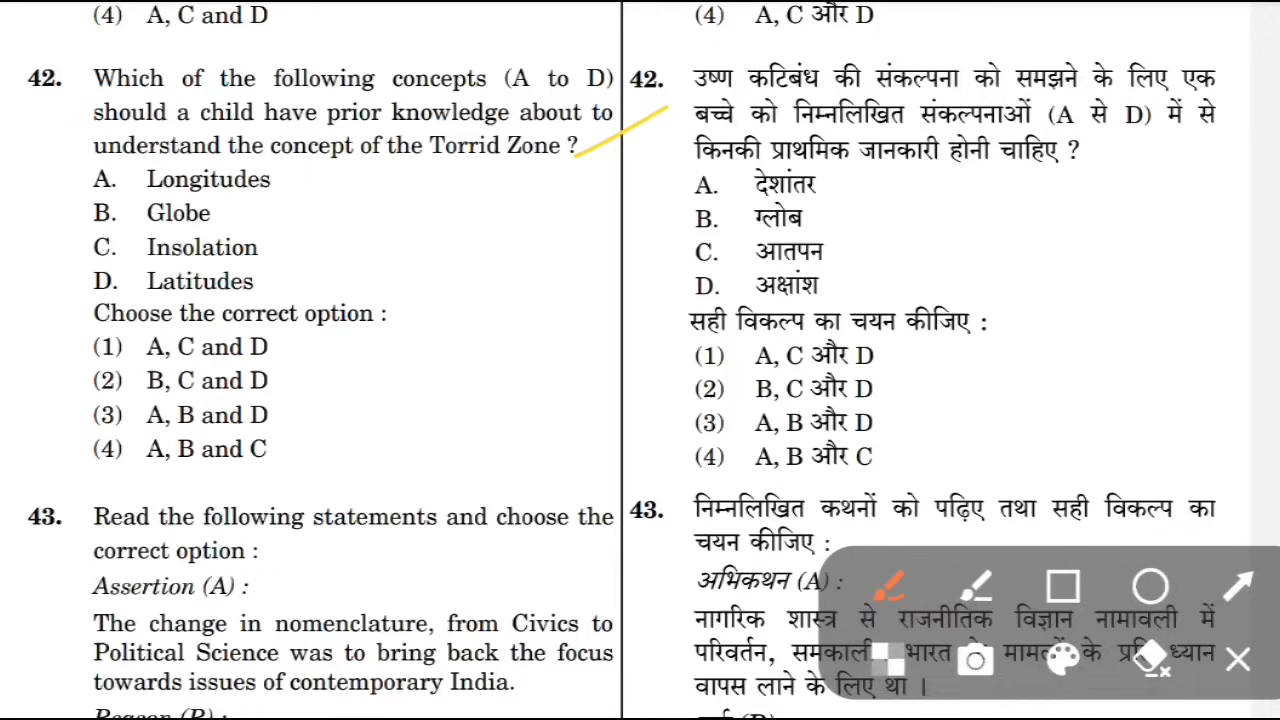 (4) A, C and D
42. Which of the following concepts (A to D)
should a child have prior knowledge about to
understand the concept of the Torrid Zone ?
A. Longitudes
B. Globe
C. Insolation
D. Latitudes
Choose the correct option :
(1) A, C and D
(2) B, C and D
(3) A, B and D
(4) A, B and C
43. Read the following statements and choose the
correct option :
Assertion (A) :
The change in nomenclature, from Civics to
Political Science was to bring back the focus
towards issues of contemporary India.
Reason (R) :
(4) A, C और D
42. उष्ण कटिबंध की संकल्पना को समझने के लिए एक
बच्चे को निम्नलिखित संकल्पनाओं (A से D) में से
किनकी प्राथमिक जानकारी होनी चाहिए ?
A. देशांतर
B. ग्लोब
C. आतपन
D. अक्षांश
सही विकल्प का चयन कीजिए :
(1) A, C और D
(2) B, C और D
(3) A, B और D
(4) A, B और C
43. निम्नलिखित कथनों को पढ़िए तथा सही विकल्प का
चयन कीजिए :
अभिकथन (A) :
नागरिक शास्त्र से राजनीतिक विज्ञान नामावली में
परिवर्तन, भारत के प्रति ध्यान
वापस लाने के लिए था ।